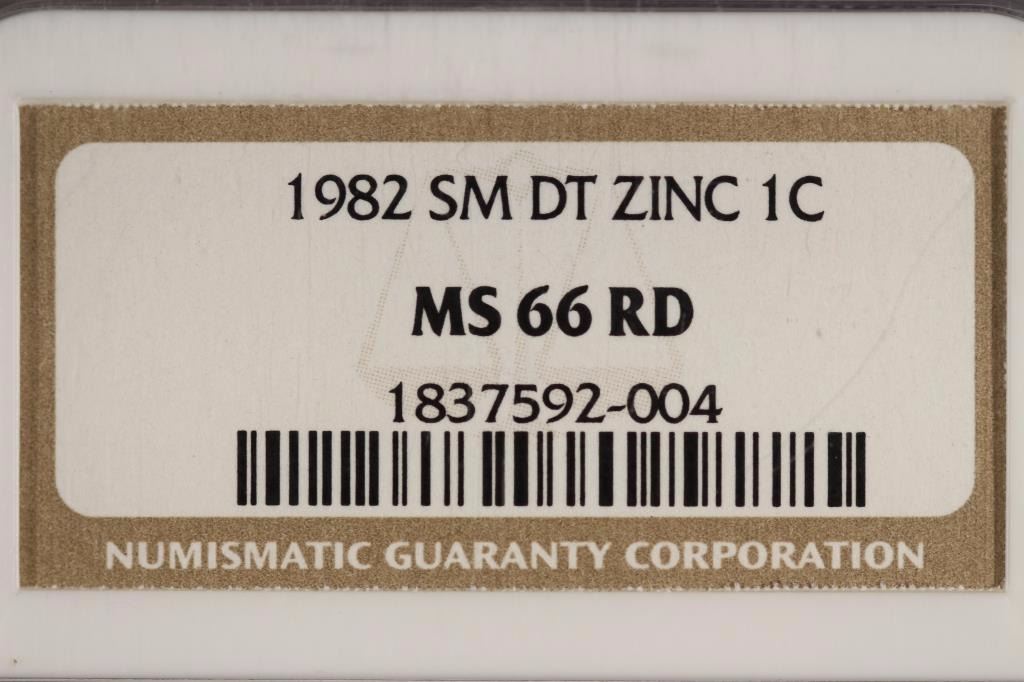 1982 SM DT ZINC 1C
MS 66 RD
1837592-004
NUMISMATIC GUARANTY CORPORATION